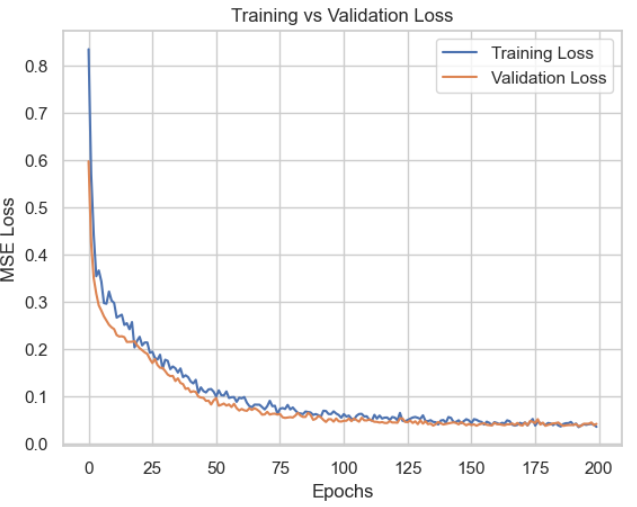 Training vs Validation Loss
Training Loss
Validation Loss
MSE Loss
0.8
0.7
0.6
0.5
0.4
0.3
0.2
0.1
0.0
0 25 50 75 100 125 150 175 200
Epochs